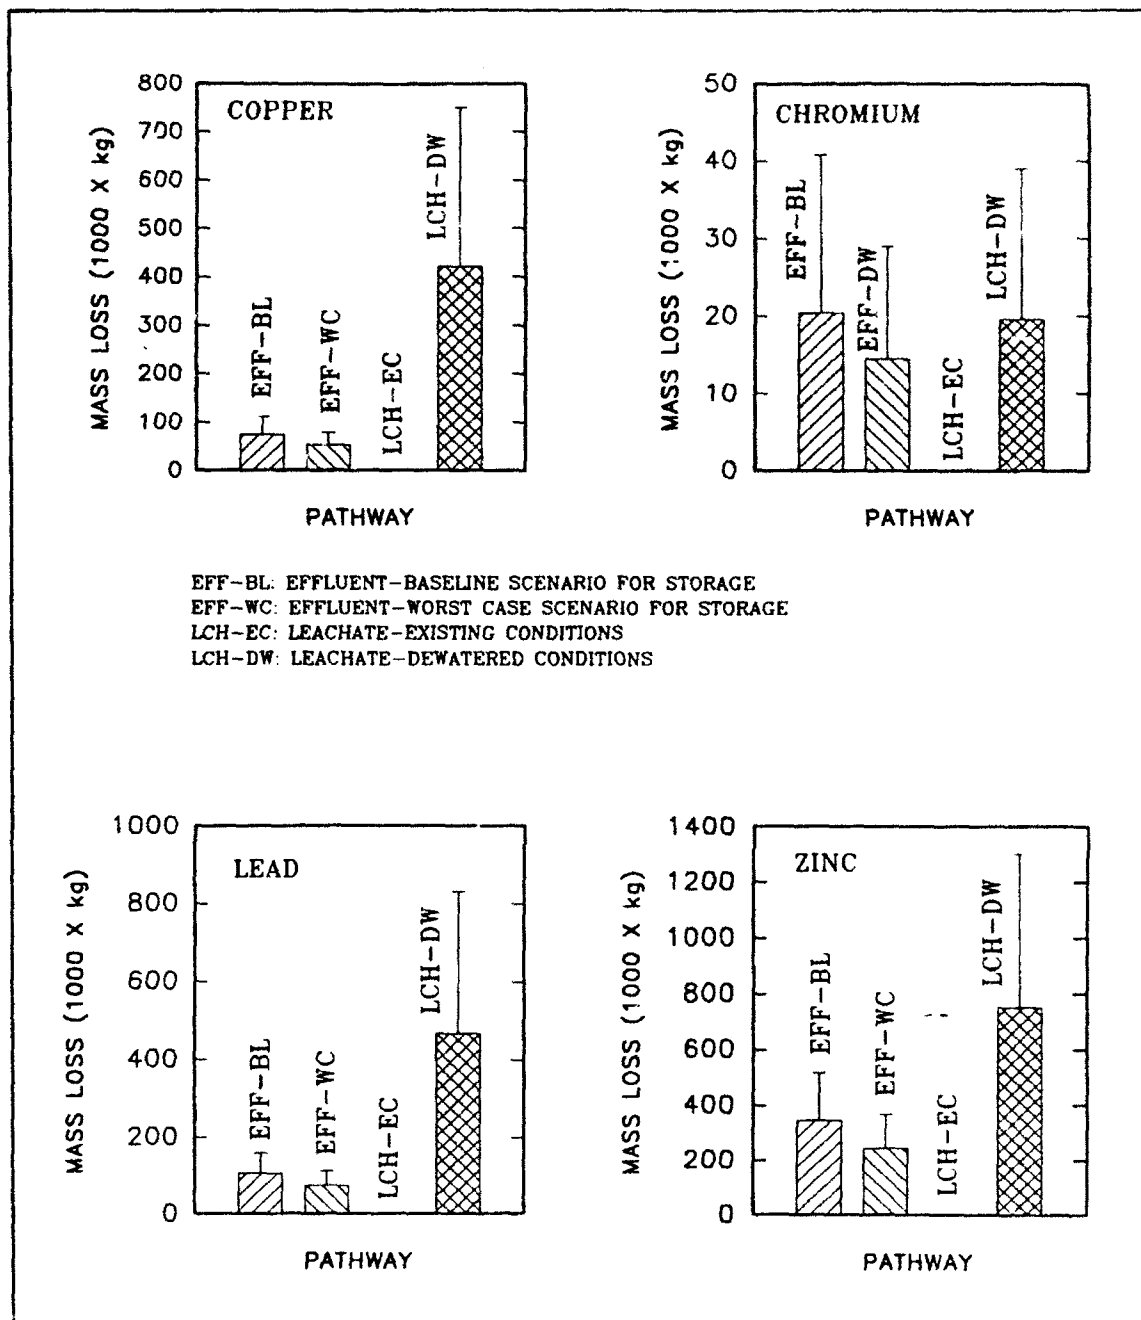 COPPER
MASS LOSS (1000 X kg)
800
700
600
500
400
300
200
100
0
EFF-BL
EFF-WC
LCH-EC
LCH-DW
PATHWAY
CHROMIUM
MASS LOSS (1000 X kg)
50
40
30
20
10
0
EFF-BL
EFF-DW
LCH-EC
LCH-DW
PATHWAY
EFF-BL: EFFLUENT-BASELINE SCENARIO FOR STORAGE
EFF-WC: EFFLUENT-WORST CASE SCENARIO FOR STORAGE
LCH-EC: LEACHATE-EXISTING CONDITIONS
LCH-DW: LEACHATE-DEWATERED CONDITIONS
LEAD
MASS LOSS (1000 X kg)
1000
800
600
400
200
0
EFF-BL
EFF-WC
LCH-EC
LCH-DW
PATHWAY
ZINC
MASS LOSS (1000 X kg)
1400
1200
1000
800
600
400
200
0
EFF-BL
EFF-WC
LCH-EC
LCH-DW
PATHWAY